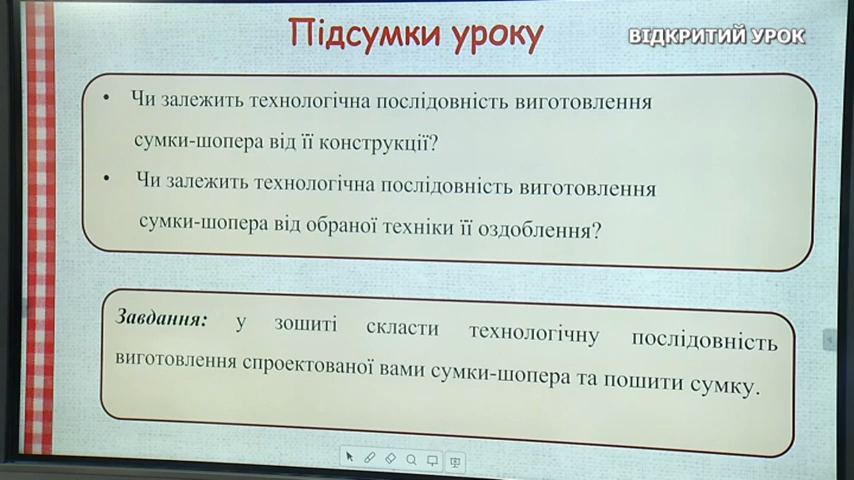 Підсумки уроку
ВІДКРИТИЙ УРОК
• Чи залежить технологічна послідовність виготовлення
сумки-шопера від її конструкції?
• Чи залежить технологічна послідовність виготовлення
сумки-шопера від обраної техніки її оздоблення?
Завдання: у зошиті скласти технологічну послідовність
виготовлення спроектованої вами сумки-шопера та пошити сумку.